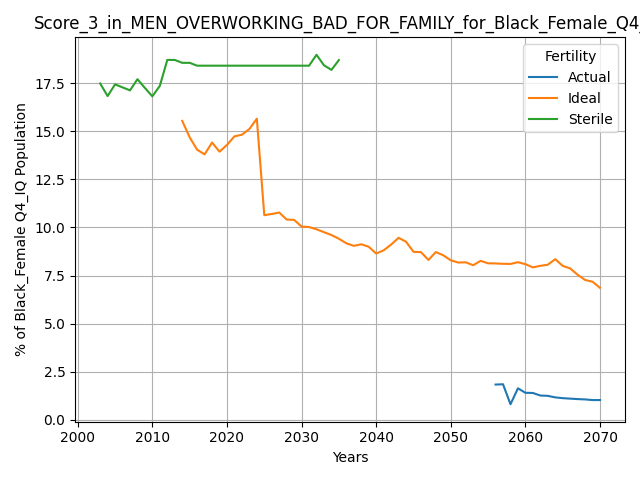 Score_3_in_MEN_OVERWORKING_BAD_FOR_FAMILY_for_Black_Female_Q4_
Fertility
Actual
Ideal
Sterile
% of Black_Female Q4_IQ Population
17.5
15.0
12.5
10.0
7.5
5.0
2.5
0.0
2000 2010 2020 2030 2040 2050 2060 2070
Years